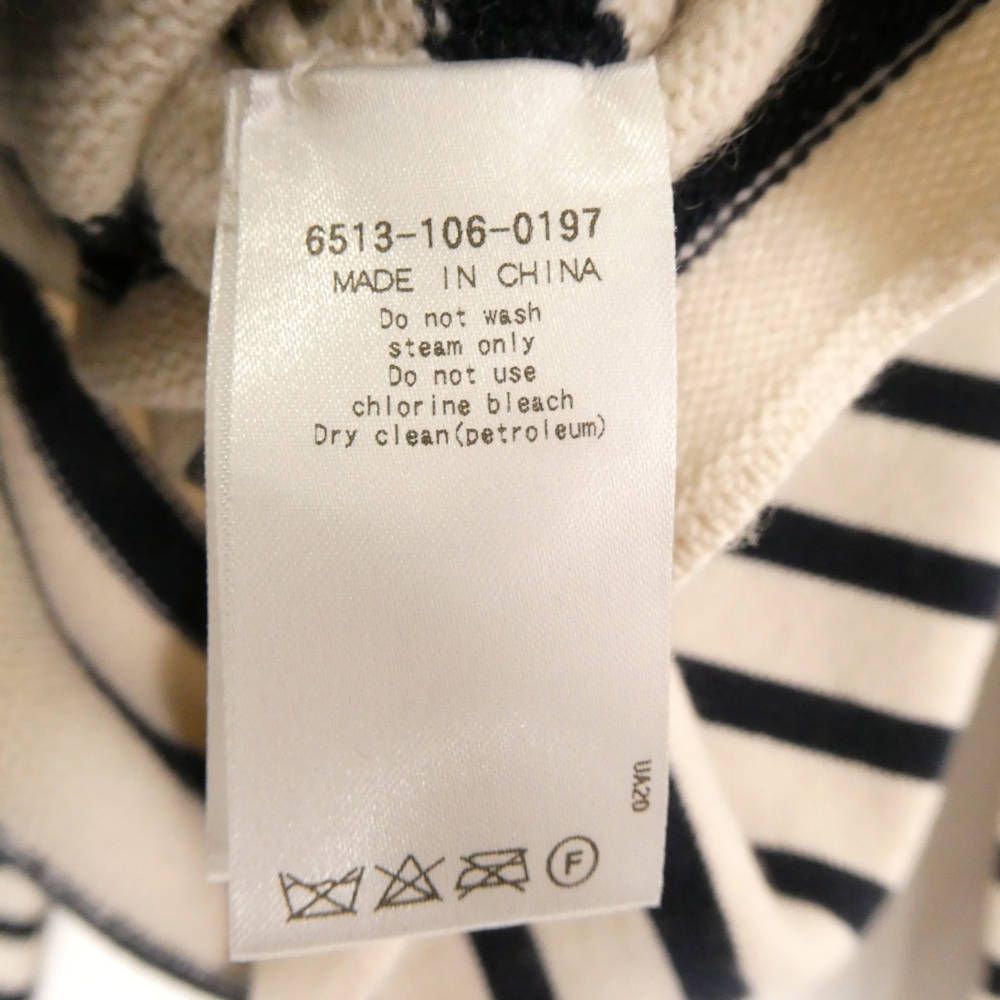 6513-106-0197
MADE IN CHINA
Do not wash
steam only
Do not use
chlorine bleach
Dry clean(petroleum)
UA20
F